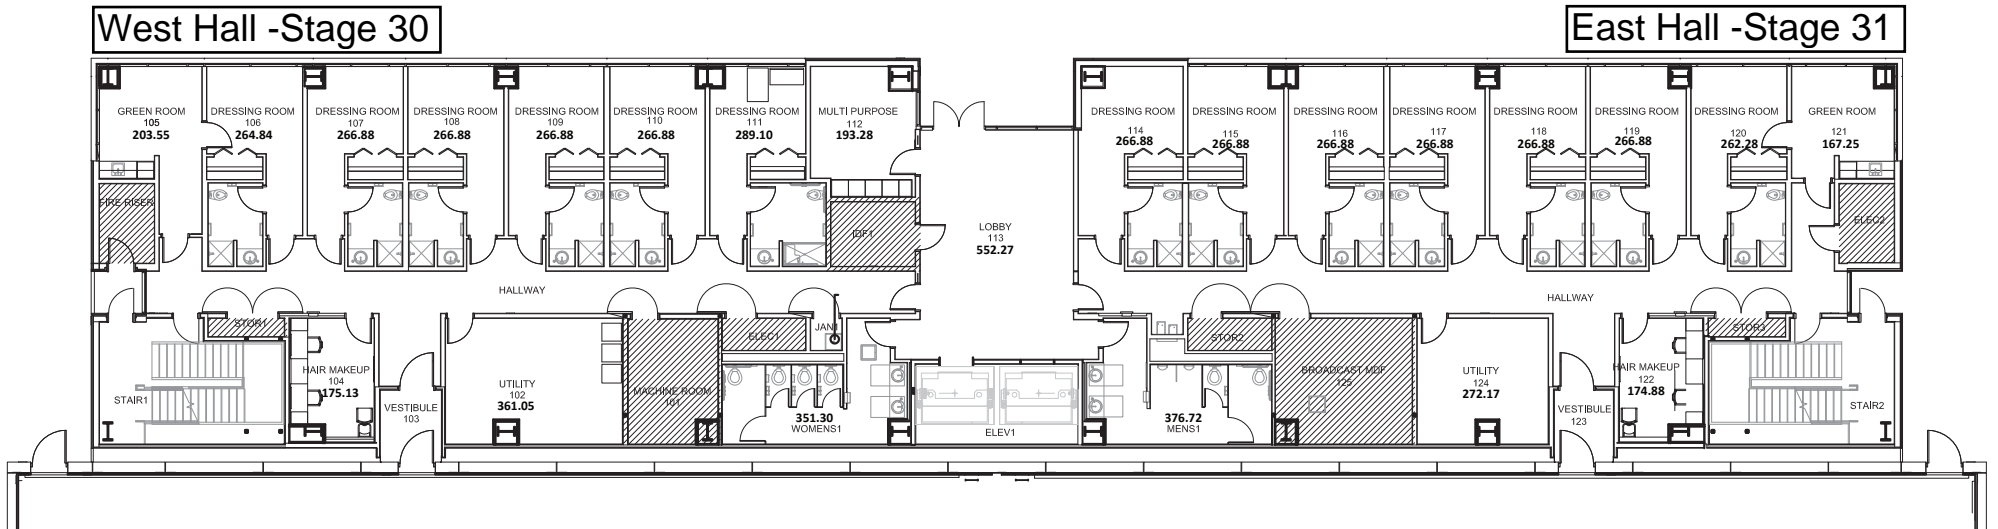 West Hall -Stage 30
East Hall -Stage 31
GREEN ROOM
105
203.55
DRESSING ROOM
106
264.84
DRESSING ROOM
107
266.88
DRESSING ROOM
108
266.88
DRESSING ROOM
109
266.88
DRESSING ROOM
110
266.88
DRESSING ROOM
111
289.10
MULTI PURPOSE
112
193.28
DRESSING ROOM
114
266.88
DRESSING ROOM
115
266.88
DRESSING ROOM
116
266.88
DRESSING ROOM
117
266.88
DRESSING ROOM
118
266.88
DRESSING ROOM
119
266.88
DRESSING ROOM
120
262.28
GREEN ROOM
121
167.25
FIRE RISER
IDF1
LOBBY
113
552.27
ELEC2
HALLWAY
HALLWAY
STOR1
ELEC1
JAN1
STOR2
STOR3
STAIR1
HAIR MAKEUP
104
175.13
VESTIBULE
103
UTILITY
102
361.05
MACHINE ROOM
101
351.30
WOMENS1
ELEV1
376.72
MENS1
BROADCAST MDF
125
UTILITY
124
272.17
VESTIBULE
123
HAIR MAKEUP
122
174.88
STAIR2